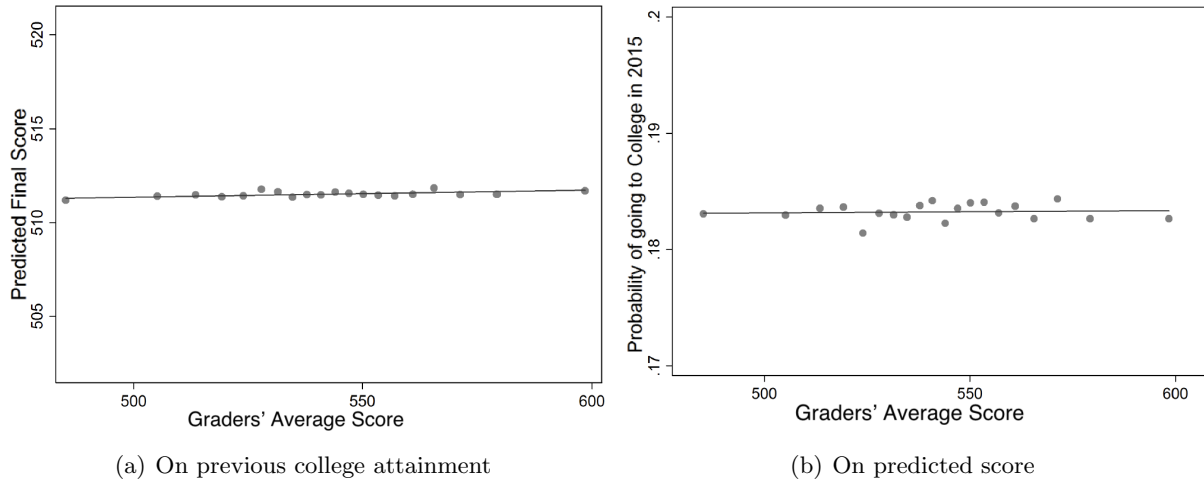 520
515
510
505
Predicted Final Score
500
550
600
Graders' Average Score
(a) On previous college attainment
.2
.19
.18
.17
Probability of going to College in 2015
500
550
600
Graders' Average Score
(b) On predicted score